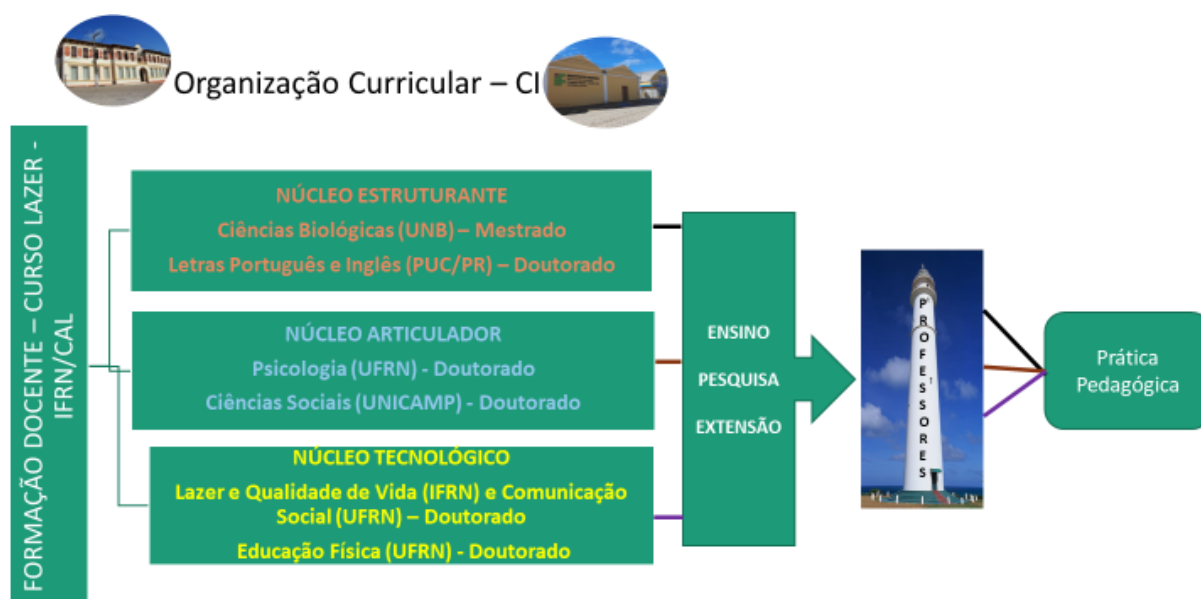 Organização Curricular – CI
FORMAÇÃO DOCENTE – CURSO LAZER -
IFRN/CAL
NÚCLEO ESTRUTURANTE
Ciências Biológicas (UNB) – Mestrado
Letras Português e Inglês (PUC/PR) – Doutorado
NÚCLEO ARTICULADOR
Psicologia (UFRN) - Doutorado
Ciências Sociais (UNICAMP) - Doutorado
NÚCLEO TECNOLÓGICO
Lazer e Qualidade de Vida (IFRN) e Comunicação
Social (UFRN) – Doutorado
Educação Física (UFRN) - Doutorado
ENSINO
PESQUISA
EXTENSÃO
PROFESSORES
Prática
Pedagógica